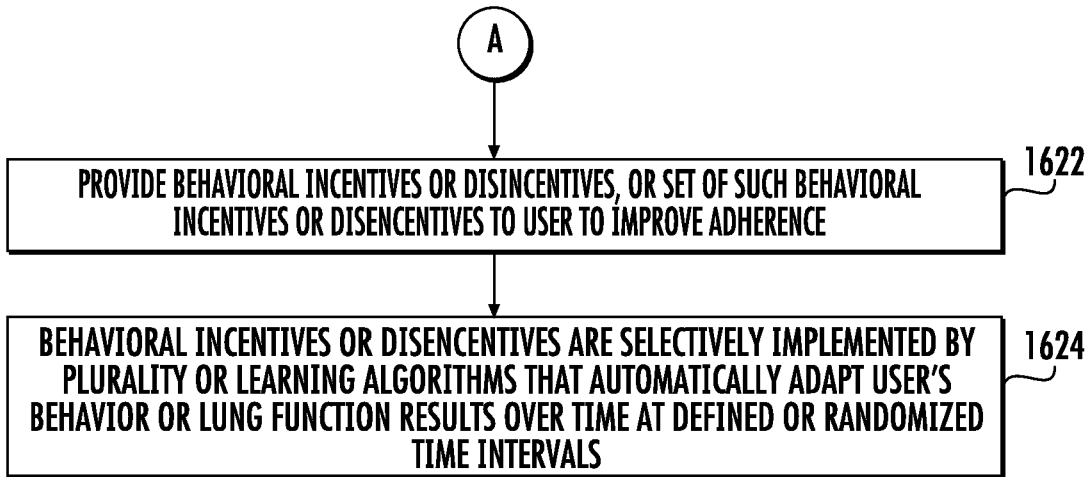 A
1622
PROVIDE BEHAVIORAL INCENTIVES OR DISINCENTIVES, OR SET OF SUCH BEHAVIORAL
INCENTIVES OR DISENCENTIVES TO USER TO IMPROVE ADHERENCE
1624
BEHAVIORAL INCENTIVES OR DISENCENTIVES ARE SELECTIVELY IMPLEMENTED BY
PLURALITY OR LEARNING ALGORITHMS THAT AUTOMATICALLY ADAPT USER'S
BEHAVIOR OR LUNG FUNCTION RESULTS OVER TIME AT DEFINED OR RANDOMIZED
TIME INTERVALS